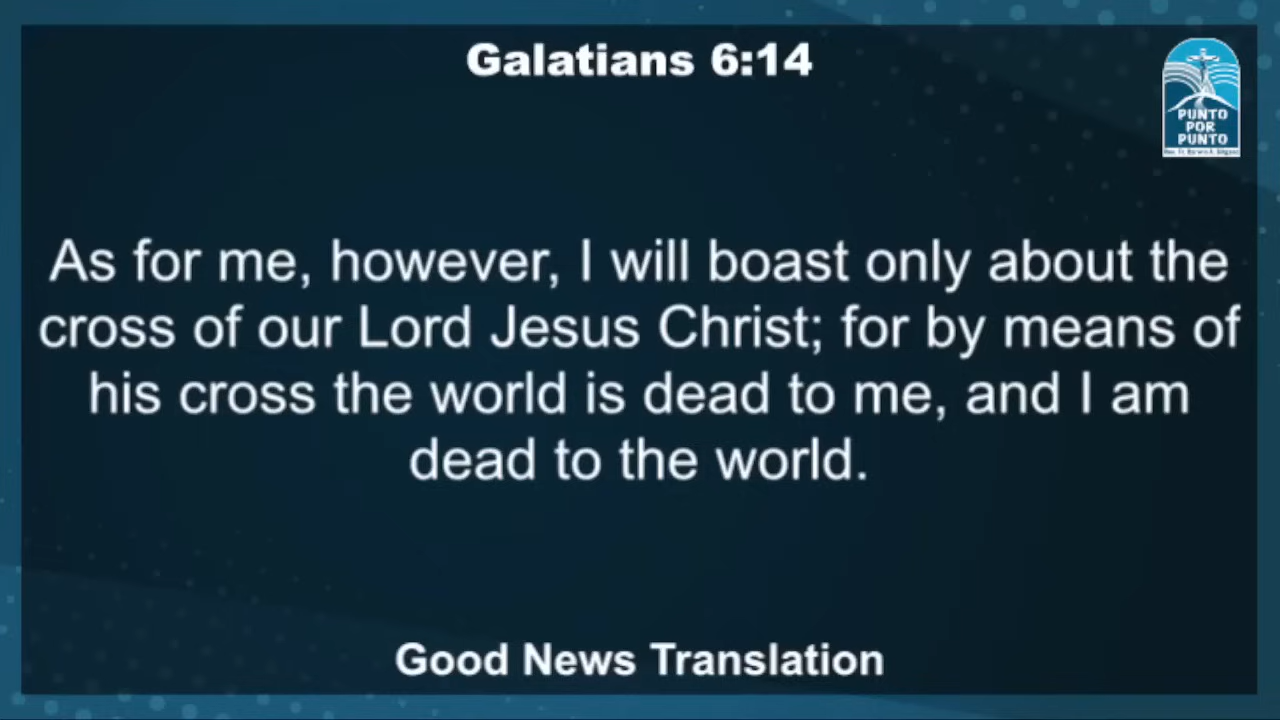 Galatians 6:14
PUNTO
POR
PUNTO
As for me, however, I will boast only about the
cross of our Lord Jesus Christ; for by means of
his cross the world is dead to me, and I am
dead to the world.
Good News Translation